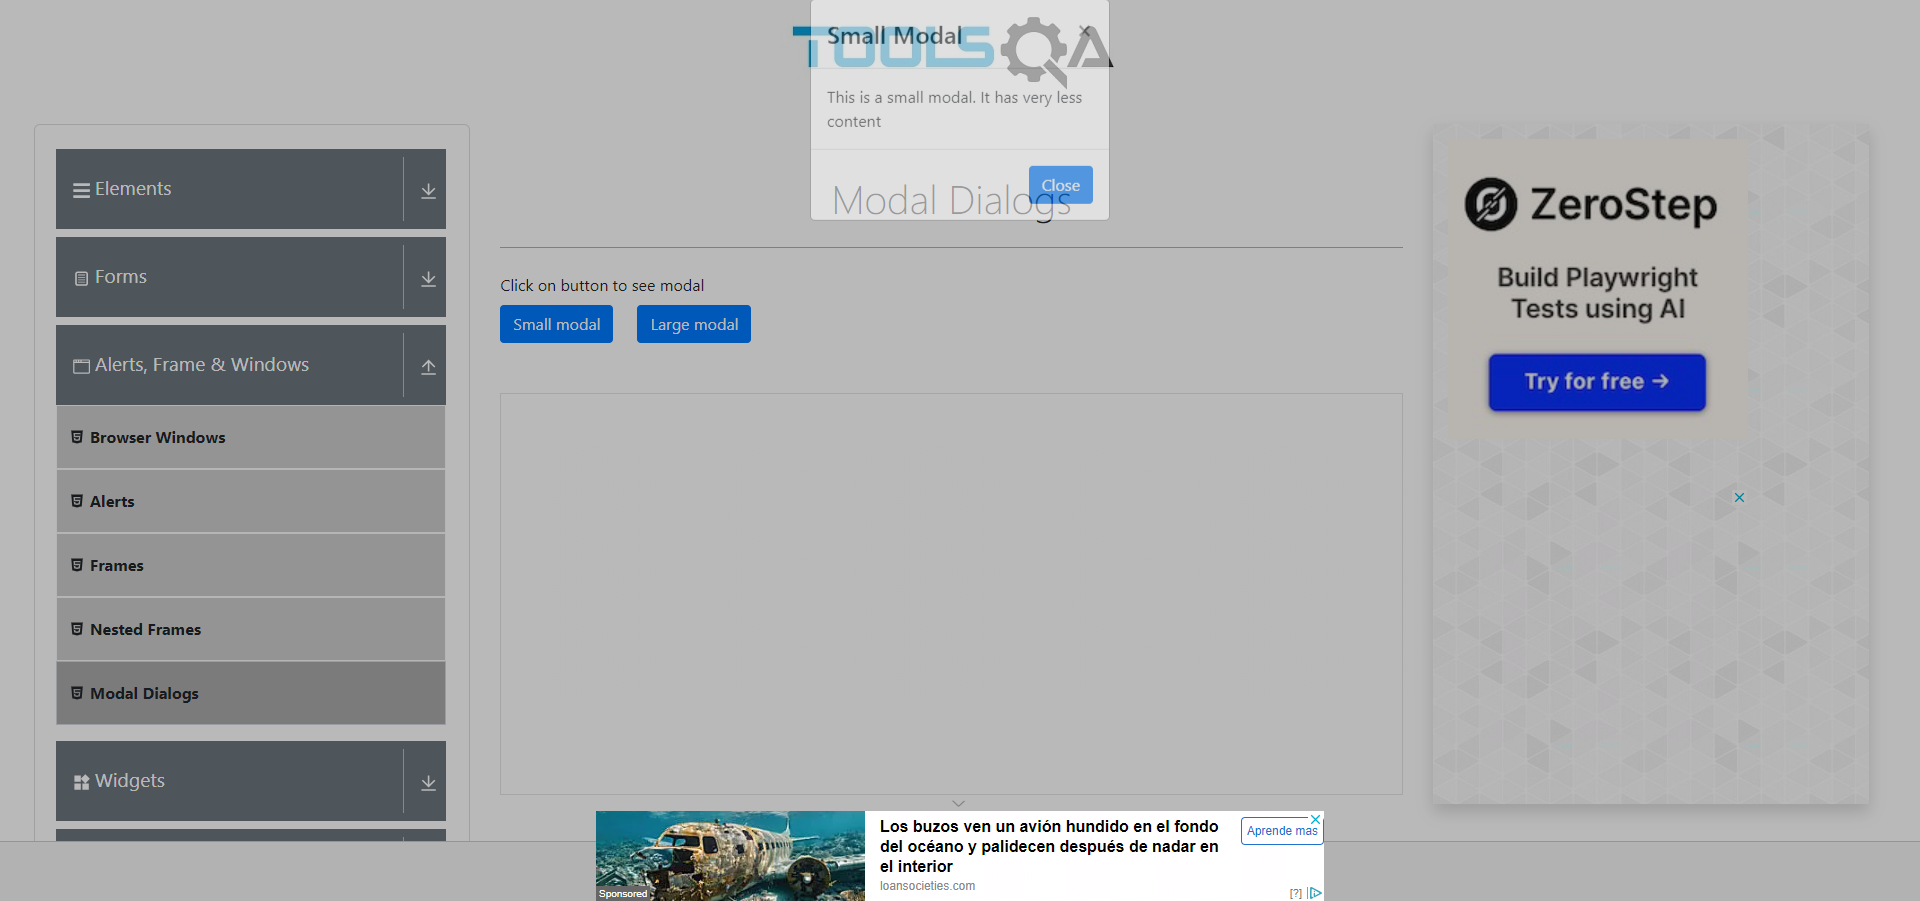 TOOLSQA
Small Modal
×
This is a small modal. It has very less
content
Close
Modal Dialogs
Elements
Forms
Alerts, Frame & Windows
Browser Windows
Alerts
Frames
Nested Frames
Modal Dialogs
Widgets
Click on button to see modal
Small modal
Large modal
ZeroStep
Build Playwright
Tests using AI
Try for free →
Los buzos ven un avión hundido en el fondo
del océano y palidecen después de nadar en
el interior
loansocieties.com
Aprende mas
Sponsored
[?]